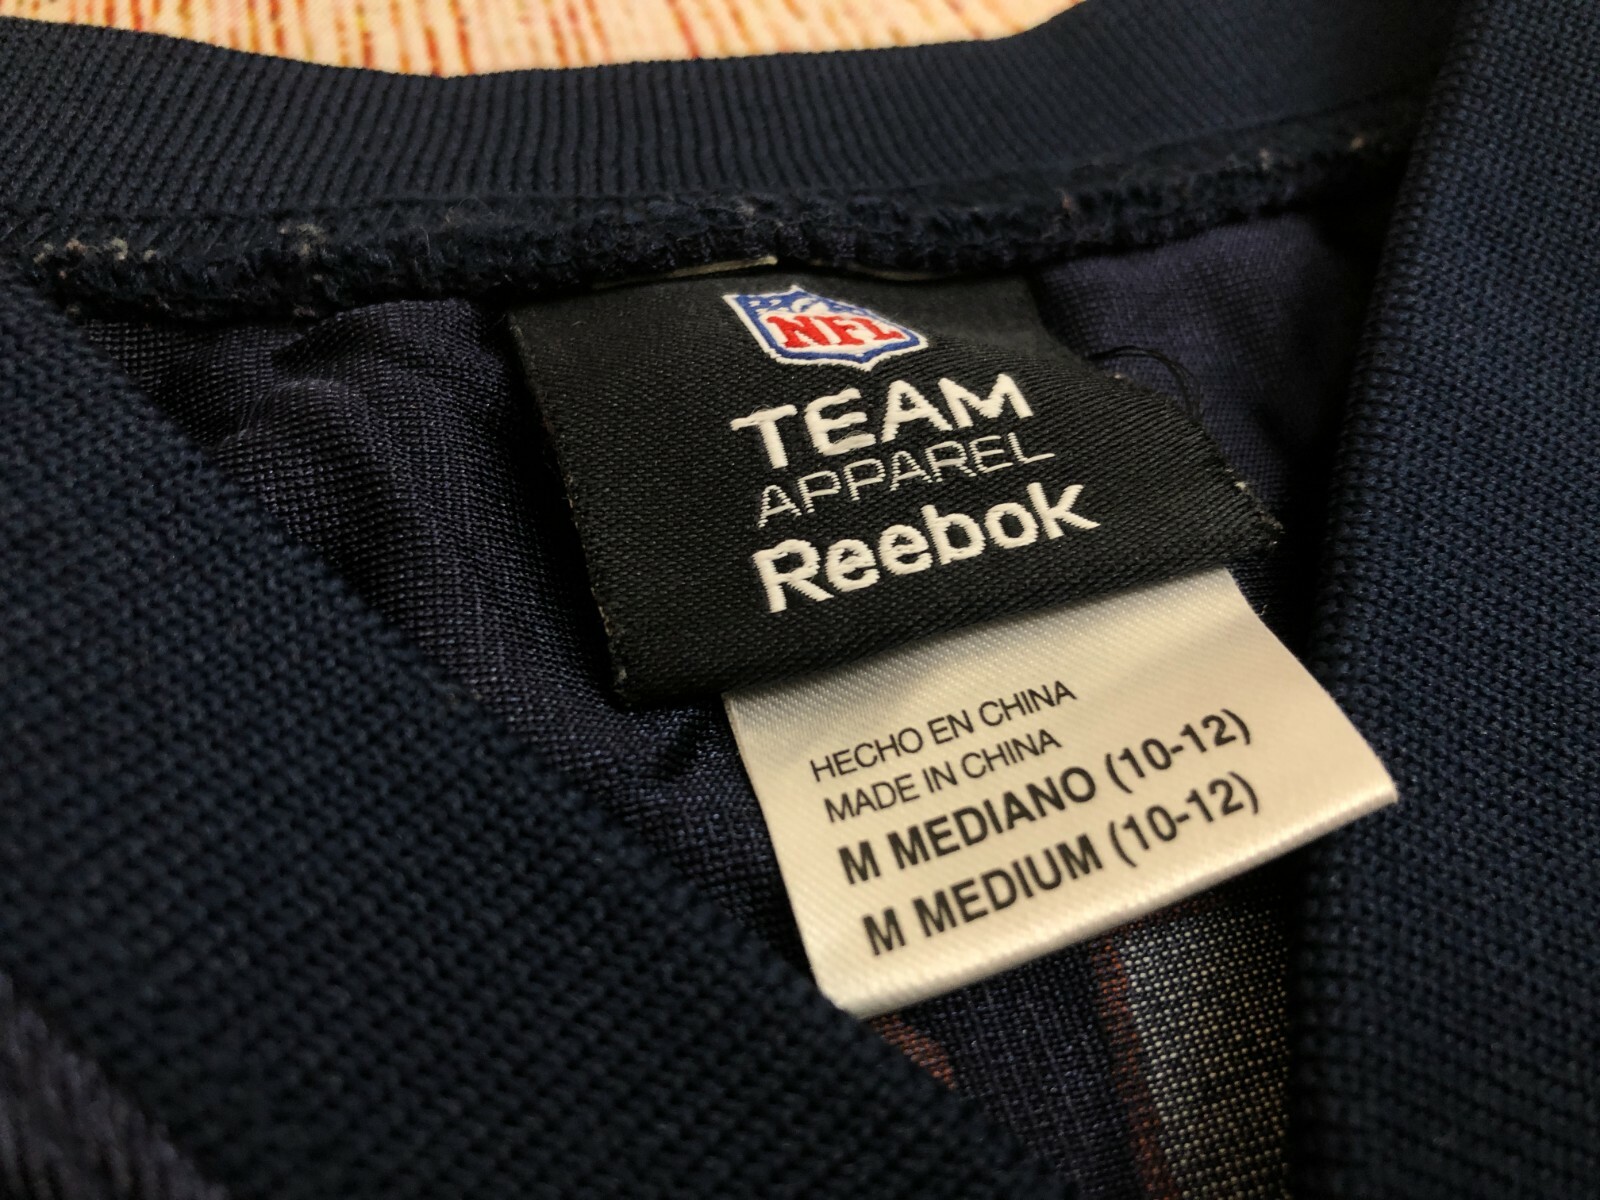 NFL
TEAM
APPAREL
Reebok
HECHO EN CHINA
MADE IN CHINA
M MEDIANO (10-12)
M MEDIUM (10-12)